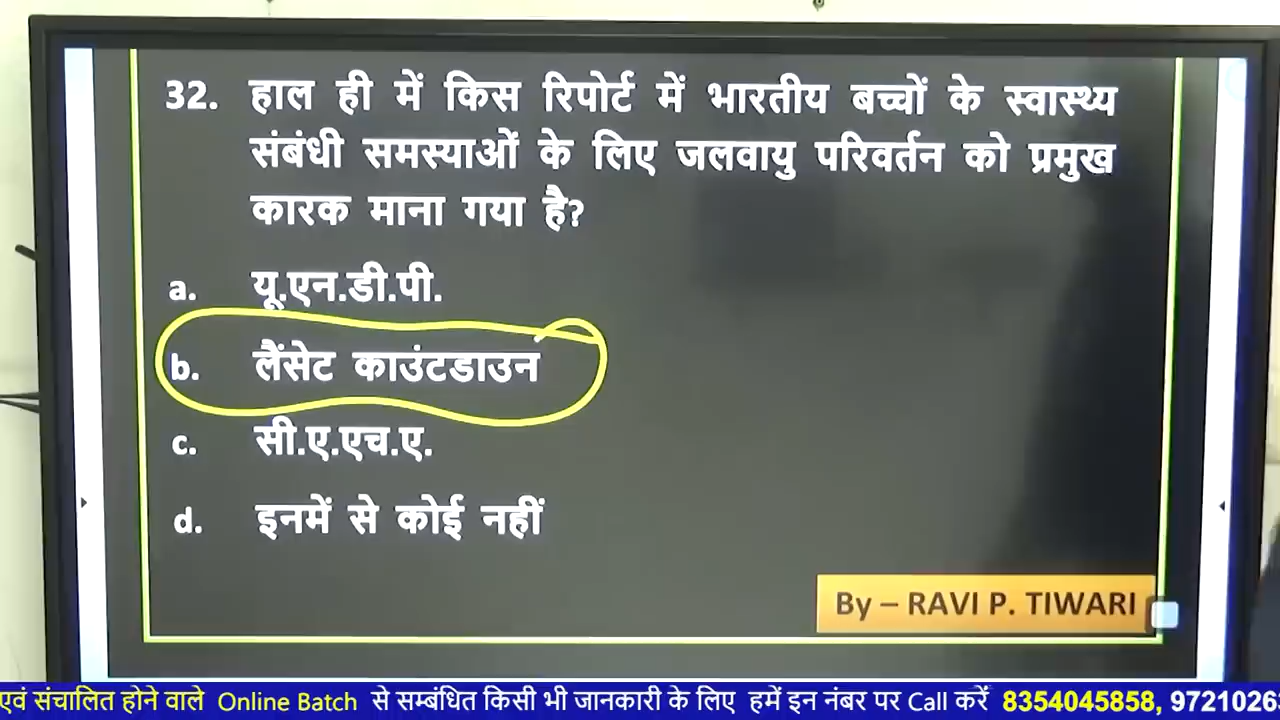 32. हाल ही में किस रिपोर्ट में भारतीय बच्चों के स्वास्थ्य
संबंधी समस्याओं के लिए जलवायु परिवर्तन को प्रमुख
कारक माना गया है?
a. यू.एन.डी.पी.
b. लैंसेट काउंटडाउन
c. सी.ए.एच.ए.
d. इनमें से कोई नहीं
By – RAVI P. TIWARI
एवं संचालित होने वाले Online Batch से सम्बंधित किसी भी जानकारी के लिए हमें इन नंबर पर Call करें 8354045858, 9721026